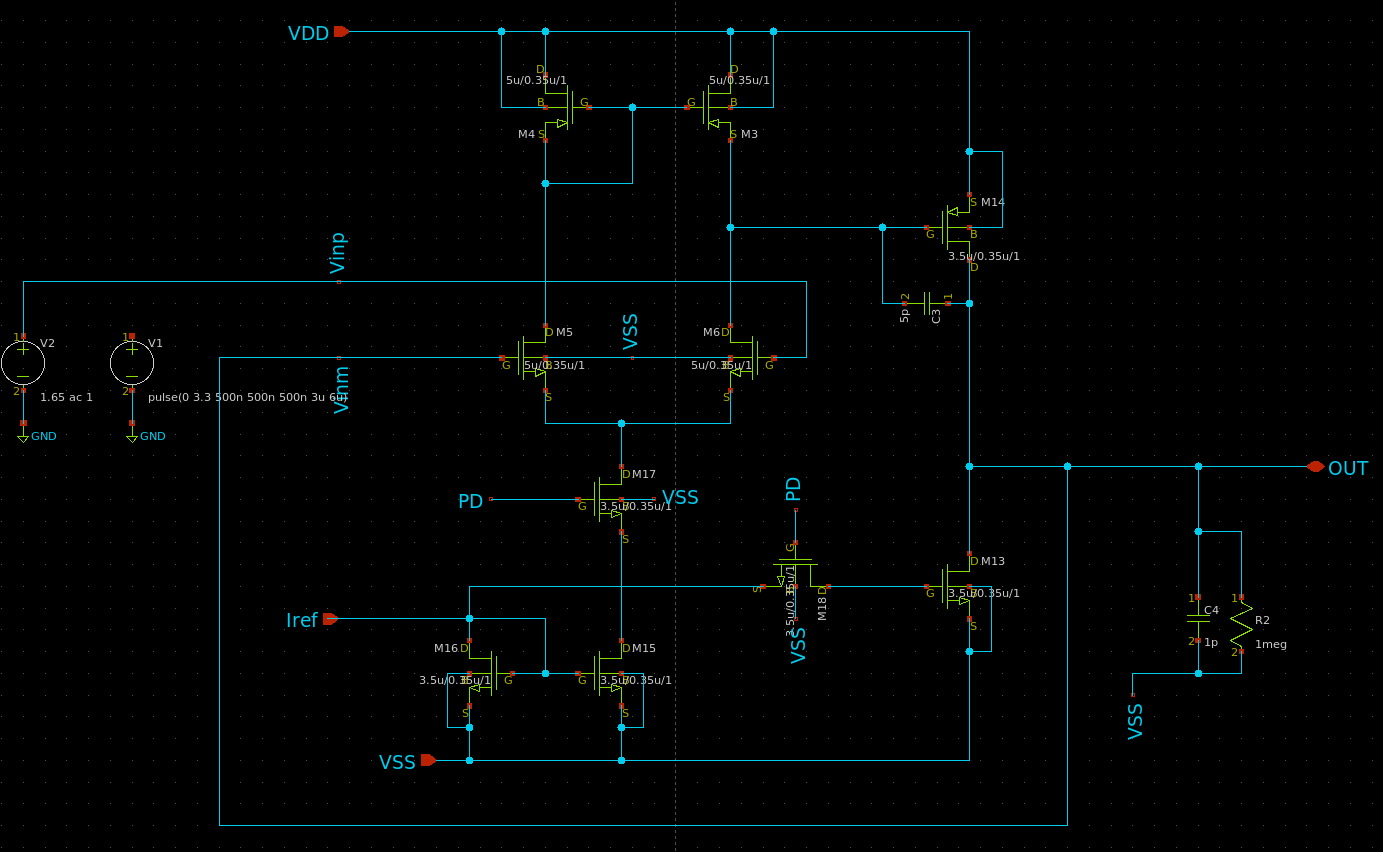 VDD
D
5u/0.35u/1
B
G
M4
S
D
5u/0.35u/1
G
B
S
M3
S
M14
G
B
3.5u/0.35u/1
D
2
1
5p
C3
Vinp
Vinm
1
V2
2
1.65 ac 1
GND
1
V1
2
pulse(0 3.3 500n 500n 500n 3u 6u)
GND
D
M5
G
5u/0.35u/1
S
VSS
M6
D
5u/0.35u/1
G
S
PD
D
M17
G
3.5u/0.35u/1
S
VSS
PD
G
S
3.5u/0.35u/1
D
M18
VSS
D
M13
G
3.5u/0.35u/1
S
OUT
Iref
M16
D
3.5u/0.35u/1
G
S
D
M15
G
3.5u/0.35u/1
S
VSS
1
C4
2
1p
1
R2
2
1meg
VSS